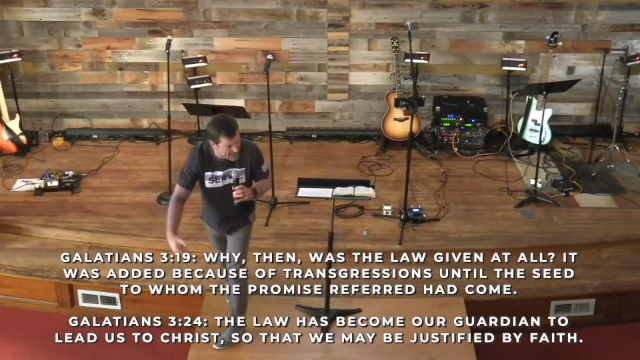 GALATIANS 3:19: WHY, THEN, WAS THE LAW GIVEN AT ALL? IT
WAS ADDED BECAUSE OF TRANSGRESSIONS UNTIL THE SEED
TO WHOM THE PROMISE REFERRED HAD COME.
GALATIANS 3:24: THE LAW HAS BECOME OUR GUARDIAN TO
LEAD US TO CHRIST, SO THAT WE MAY BE JUSTIFIED BY FAITH.